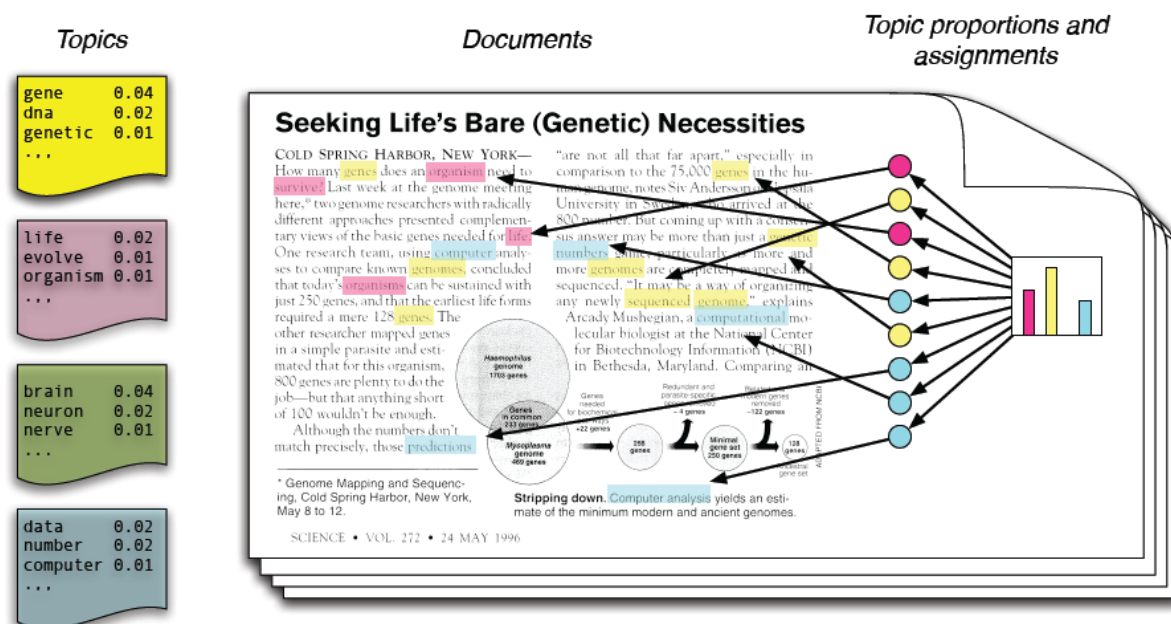 Topics
Documents
Topic proportions and
assignments
gene 0.04
dna 0.02
genetic 0.01
...
life 0.02
evolve 0.01
organism 0.01
...
brain 0.04
neuron 0.02
nerve 0.01
...
data 0.02
number 0.02
computer 0.01
...
Seeking Life's Bare (Genetic) Necessities
COLD SPRING HARBOR, NEW YORK—
How many genes does an organism need to
survive? Last week at the genome meeting
here,* two genome researchers with radically
different approaches presented complemen-
tary views of the basic genes needed for life.
One research team, using computer analy-
ses to compare known genomes, concluded
that today's organisms can be sustained with
just 250 genes, and that the earliest life forms
required a mere 128 genes. The
other researcher mapped genes
in a simple parasite and esti-
mated that for this organism,
800 genes are plenty to do the
job—but that anything short
of 100 wouldn't be enough.
Although the numbers don't
match precisely, those predictions
* Genome Mapping and Sequenc-
ing, Cold Spring Harbor, New York,
May 8 to 12.
"are not all that far apart," especially in
comparison to the 75,000 genes in the hu-
man genome, notes Siv Andersson of
University in Sweden, who arrived at the
800 number. But coming up with a consen-
sus answer may be more than just a genetic
numbers game, particularly as more and
more genomes are completely mapped and
sequenced. "It may be a way of organizing
any newly sequenced genome," explains
Arcady Mushegian, a computational mo-
lecular biologist at the National Center
for Biotechnology Information (NCBI)
in Bethesda, Maryland. Comparing an
Haemophilus
genome
1703 genes
Genes
in common
233 genes
Mycoplasma
genome
469 genes
Genes
needed
for biochemical
+22 genes
256
genes
Redundant and
parasite-specific
removed
–4 genes
Minimal
gene set
250 genes
genes
removed
–122 genes
128
genes
gene set
ADAPTED FROM NCBI
Stripping down. Computer analysis yields an esti-
mate of the minimum modern and ancient genomes.
SCIENCE • VOL. 272 • 24 MAY 1996